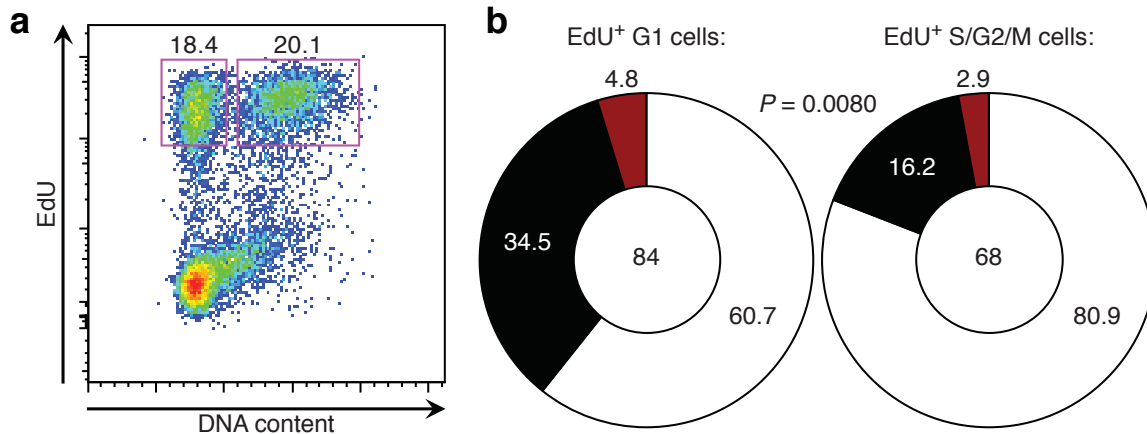 a
18.4 20.1
EdU
DNA content
b
EdU⁺ G1 cells:
4.8
34.5
84
60.7
P = 0.0080
EdU⁺ S/G2/M cells:
2.9
16.2
68
80.9